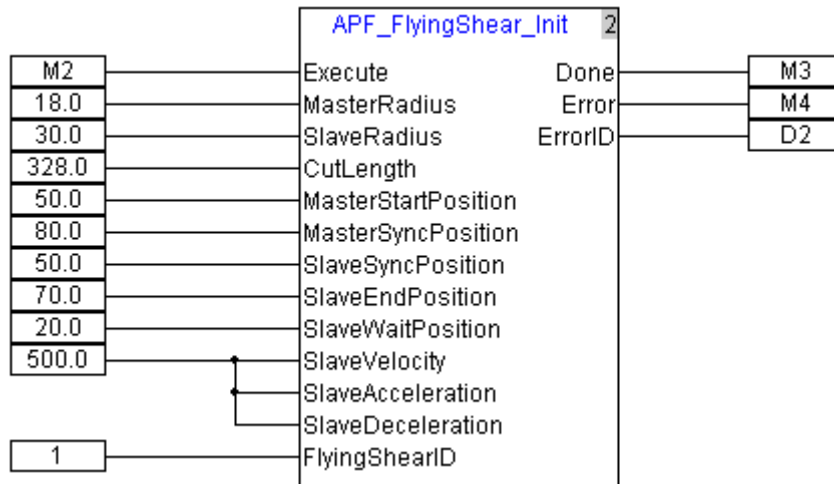 APF_FlyingShear_Init 2
M2 Execute Done M3
18.0 MasterRadius Error M4
30.0 SlaveRadius ErrorID D2
328.0 CutLength
50.0 MasterStartPosition
80.0 MasterSyncPosition
50.0 SlaveSyncPosition
70.0 SlaveEndPosition
20.0 SlaveWaitPosition
500.0 SlaveVelocity
SlaveAcceleration
SlaveDeceleration
1 FlyingShearID